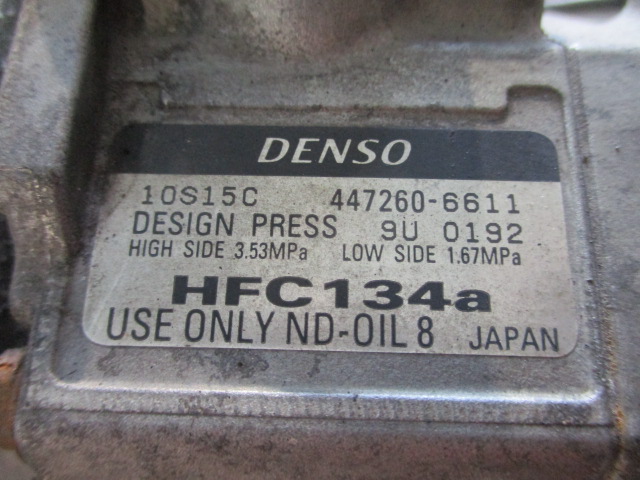 DENSO
10S15C 447260-6611
DESIGN PRESS 9U 0192
HIGH SIDE 3.53MPa LOW SIDE 1.67MPa
HFC134a
USE ONLY ND-OIL 8 JAPAN